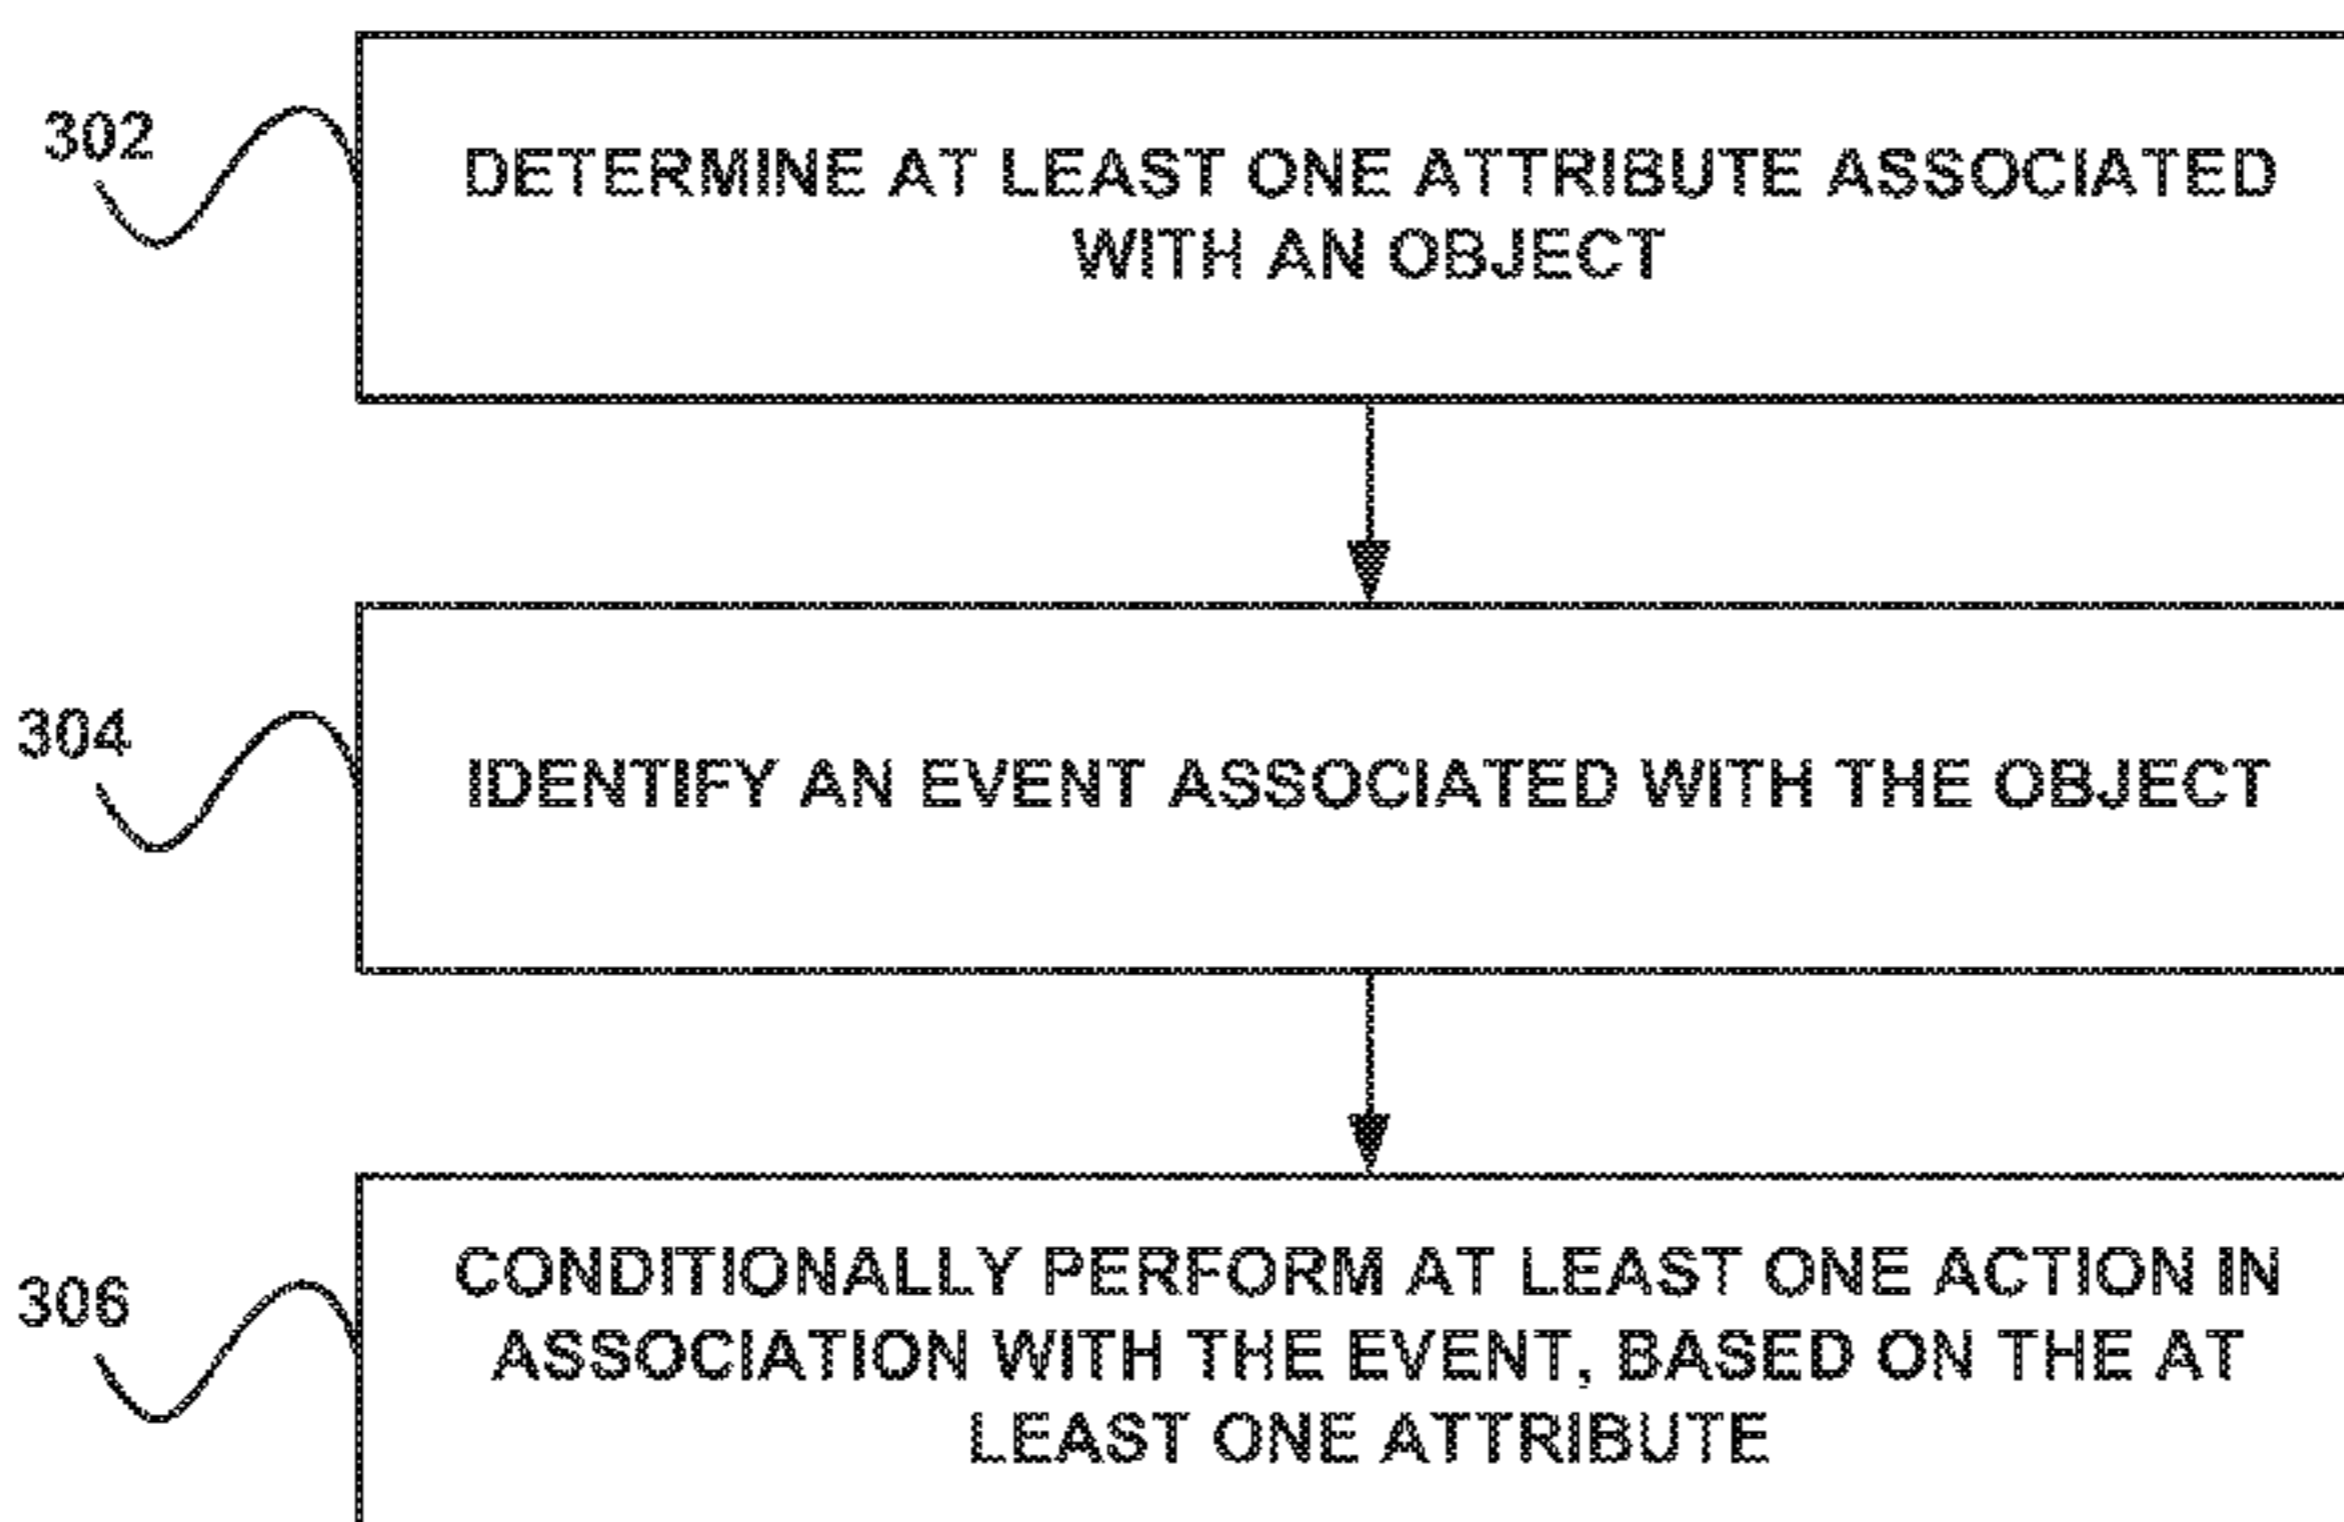 302
DETERMINE AT LEAST ONE ATTRIBUTE ASSOCIATED
WITH AN OBJECT
304
IDENTIFY AN EVENT ASSOCIATED WITH THE OBJECT
306
CONDITIONALLY PERFORM AT LEAST ONE ACTION IN
ASSOCIATION WITH THE EVENT, BASED ON THE AT
LEAST ONE ATTRIBUTE